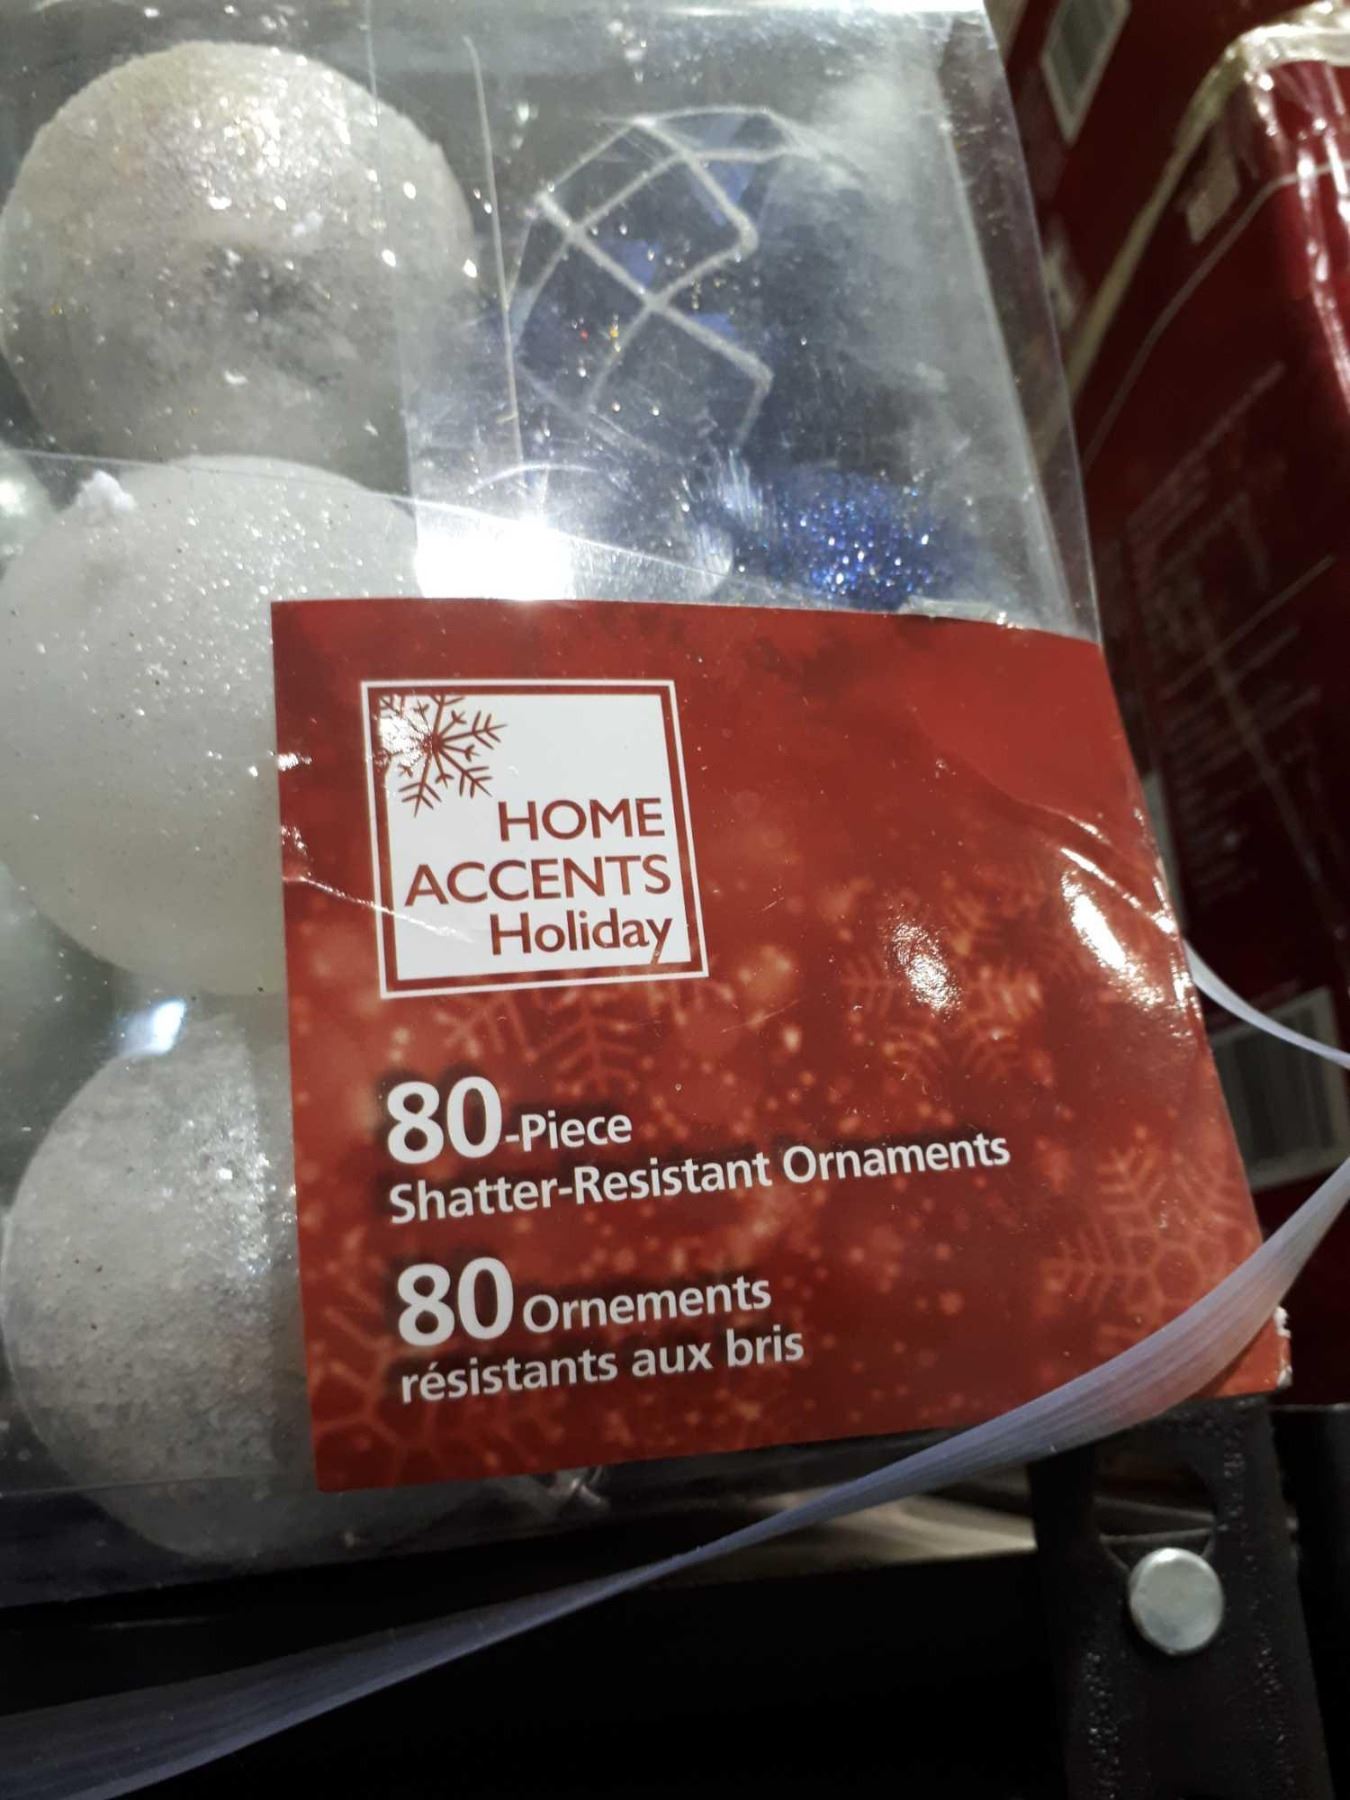 HOME
ACCENTS
Holiday
80-Piece
Shatter-Resistant Ornaments
80 Ornements
résistants aux bris